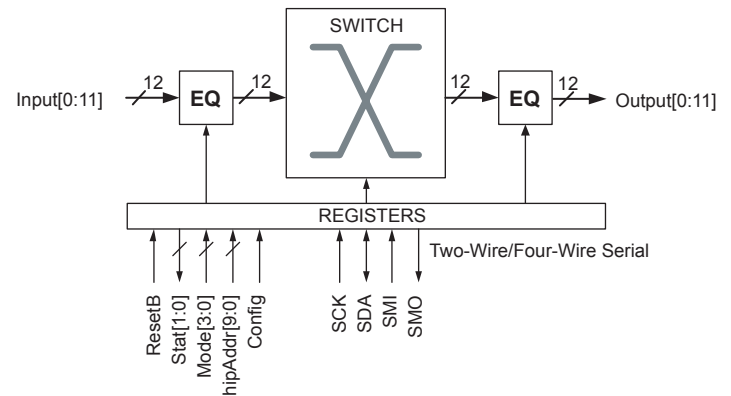 SWITCH
Input[0:11]
12
EQ
12
12
EQ
12
Output[0:11]
REGISTERS
Two-Wire/Four-Wire Serial
ResetB
Stat[1:0]
Mode[3:0]
hipAddr[9:0]
Config
SCK
SDA
SMI
SMO